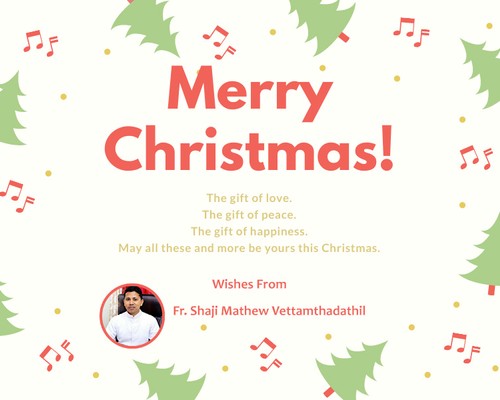 Merry
Christmas!
The gift of love.
The gift of peace.
The gift of happiness.
May all these and more be yours this Christmas.
Wishes From
Fr. Shaji Mathew Vettamthadathil